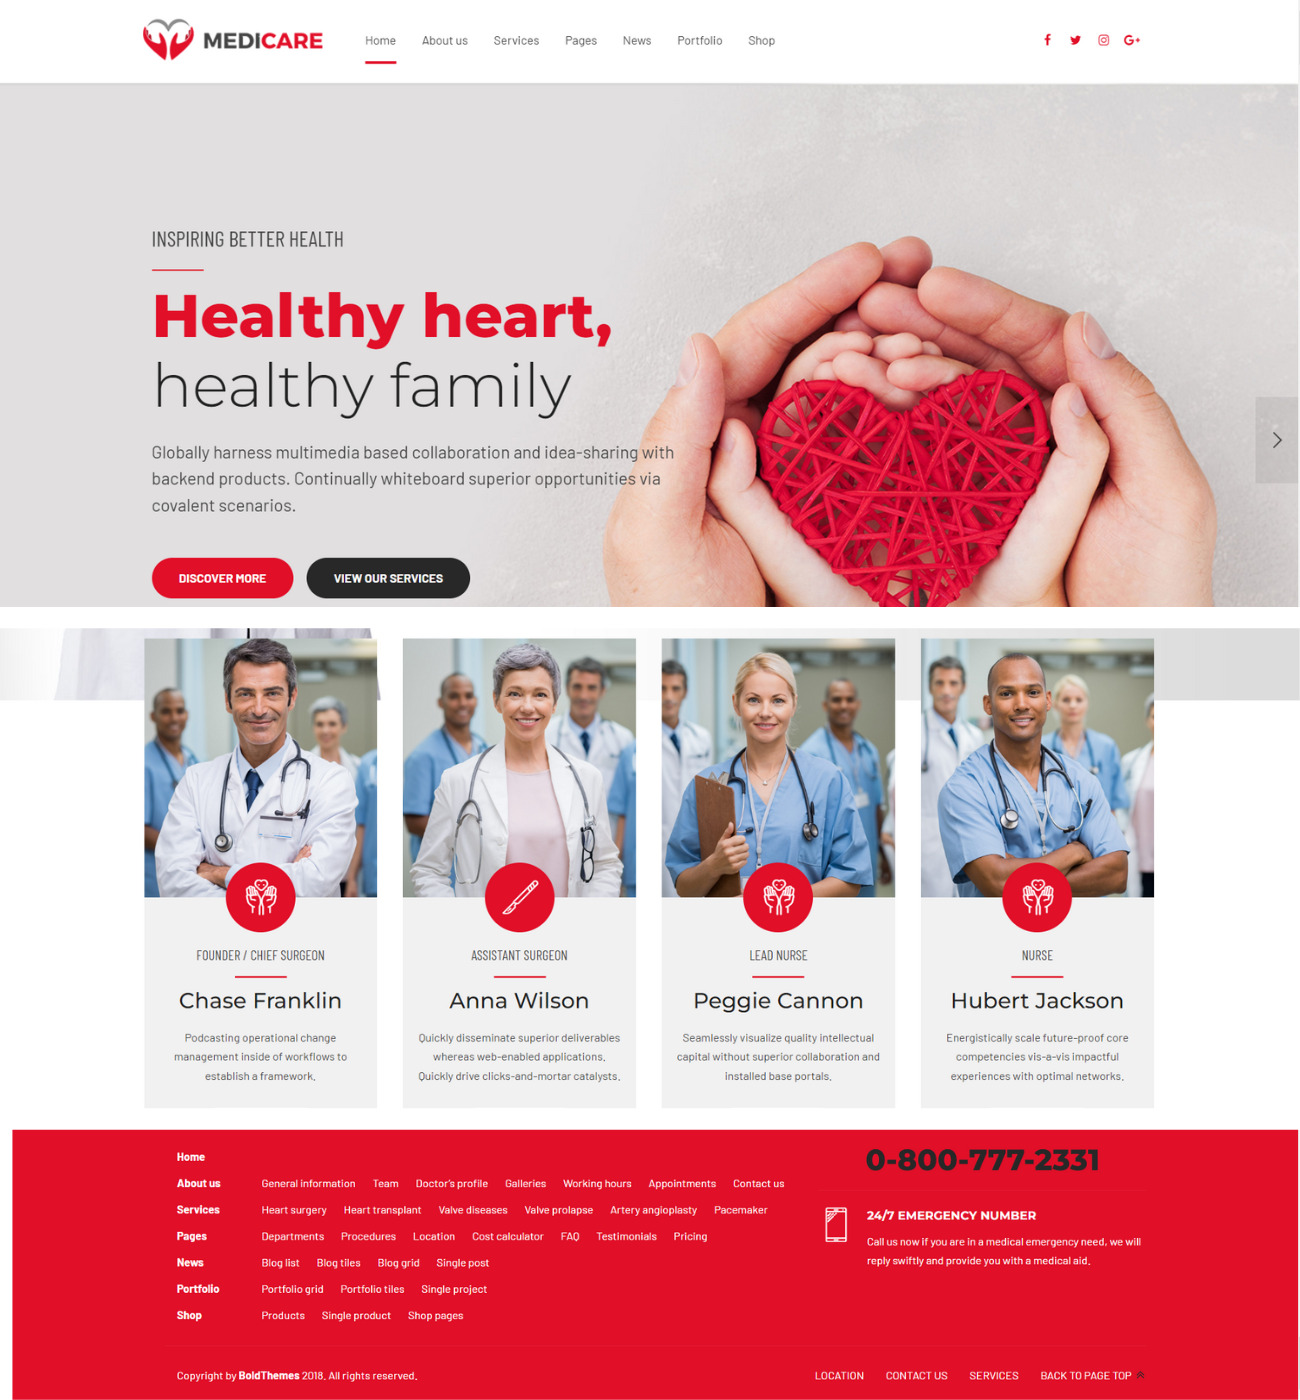 MEDICARE
Home About us Services Pages News Portfolio Shop
INSPIRING BETTER HEALTH
Healthy heart,
healthy family
Globally harness multimedia based collaboration and idea-sharing with
backend products. Continually whiteboard superior opportunities via
covalent scenarios.
DISCOVER MORE VIEW OUR SERVICES
FOUNDER / CHIEF SURGEON
Chase Franklin
Podcasting operational change
management inside of workflows to
establish a framework.
ASSISTANT SURGEON
Anna Wilson
Quickly disseminate superior deliverables
whereas web-enabled applications.
Quickly drive clicks-and-mortar catalysts.
LEAD NURSE
Peggie Cannon
Seamlessly visualize quality intellectual
capital without superior collaboration and
installed base portals.
NURSE
Hubert Jackson
Energistically scale future-proof core
competencies vis-a-vis impactful
experiences with optimal networks.
Home
About us General information Team Doctor's profile Galleries Working hours Appointments Contact us
Services Heart surgery Heart transplant Valve diseases Valve prolapse Artery angioplasty Pacemaker
Pages Departments Procedures Location Cost calculator FAQ Testimonials Pricing
News Blog list Blog tiles Blog grid Single post
Portfolio Portfolio grid Portfolio tiles Single project
Shop Products Single product Shop pages
0-800-777-2331
24/7 EMERGENCY NUMBER
Call us now if you are in a medical emergency need, we will
reply swiftly and provide you with a medical aid.
Copyright by BoldThemes 2018. All rights reserved.
LOCATION CONTACT US SERVICES BACK TO PAGE TOP